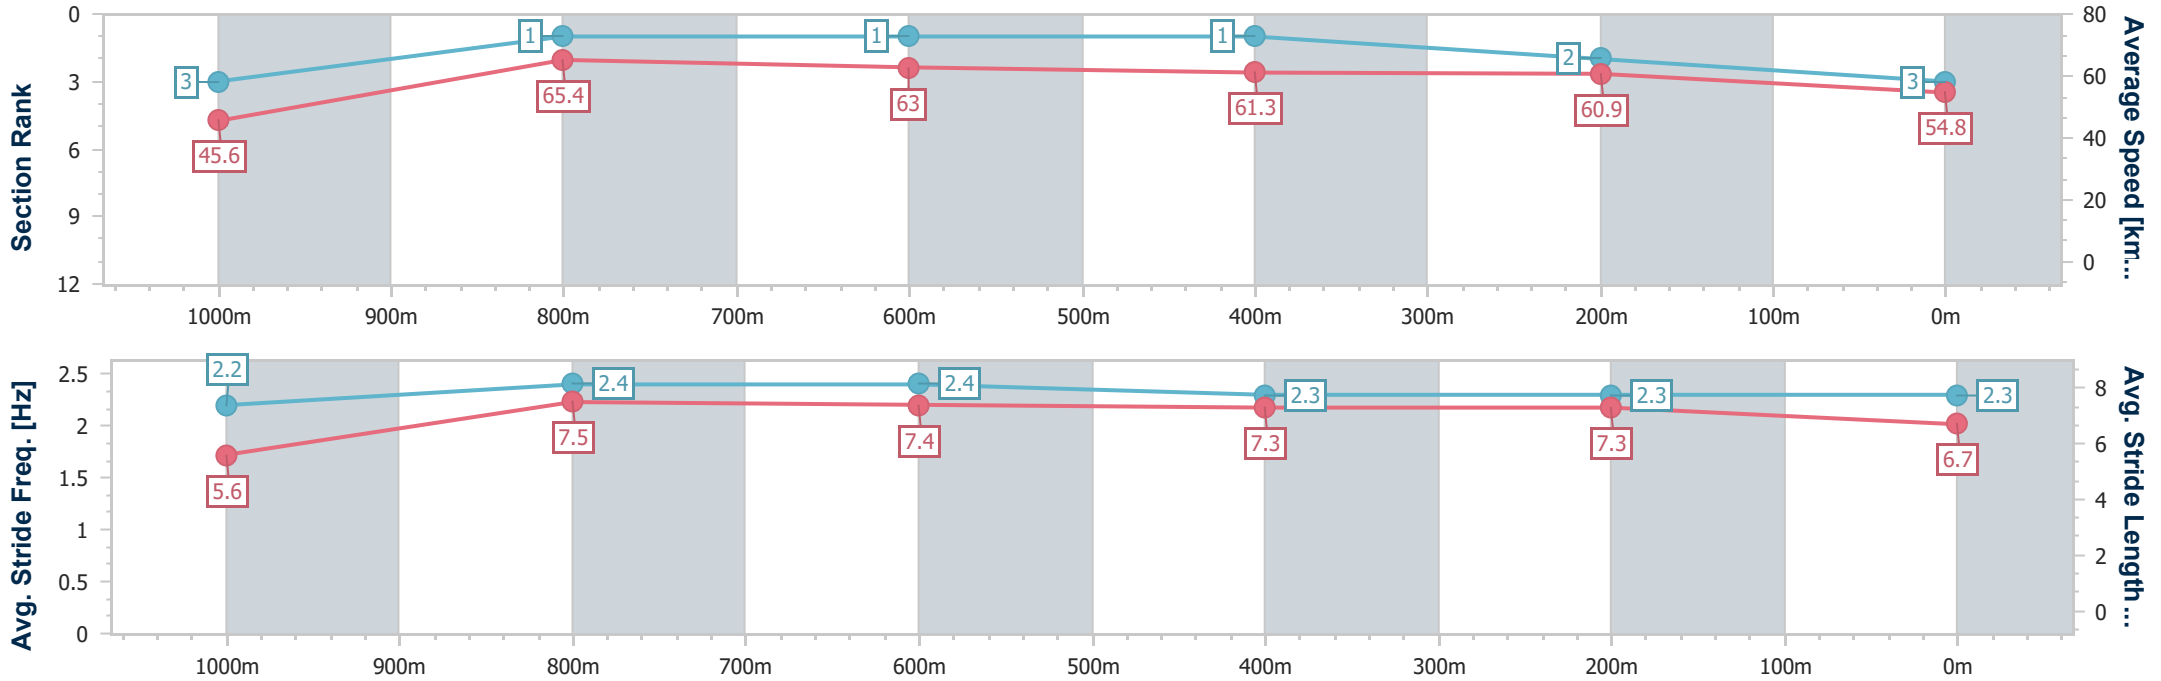 Section Rank
0
3
6
9
12
3
1
1
1
2
3
45.6
65.4
63
61.3
60.9
54.8
80
60
40
20
0
Average Speed [km...
1000m
900m
800m
700m
600m
500m
400m
300m
200m
100m
0m
Avg. Stride Freq. [Hz]
2.5
2
1.5
1
0.5
0
2.2
2.4
2.4
2.3
2.3
2.3
5.6
7.5
7.4
7.3
7.3
6.7
8
6
4
2
0
Avg. Stride Length ...
1000m
900m
800m
700m
600m
500m
400m
300m
200m
100m
0m